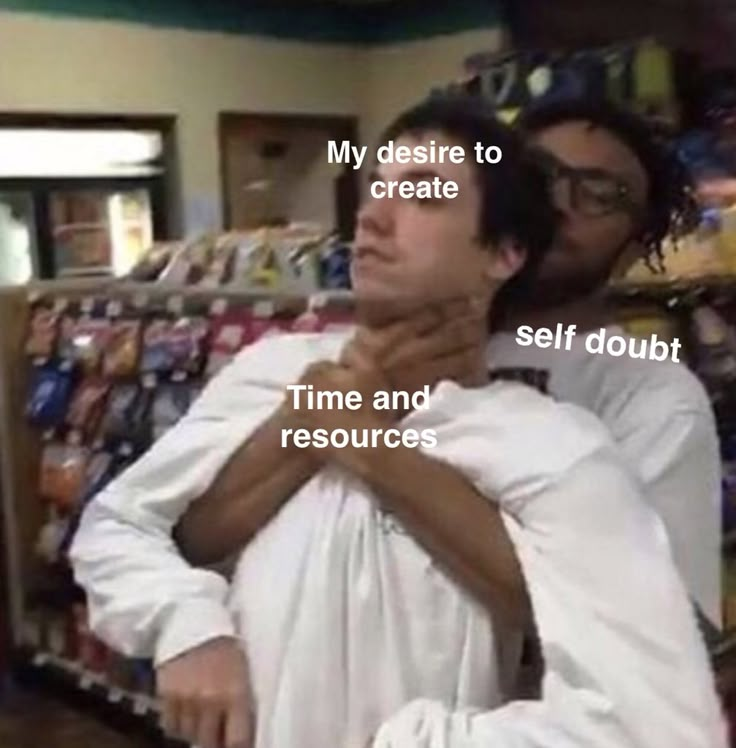 My desire to
create
self doubt
Time and
resources